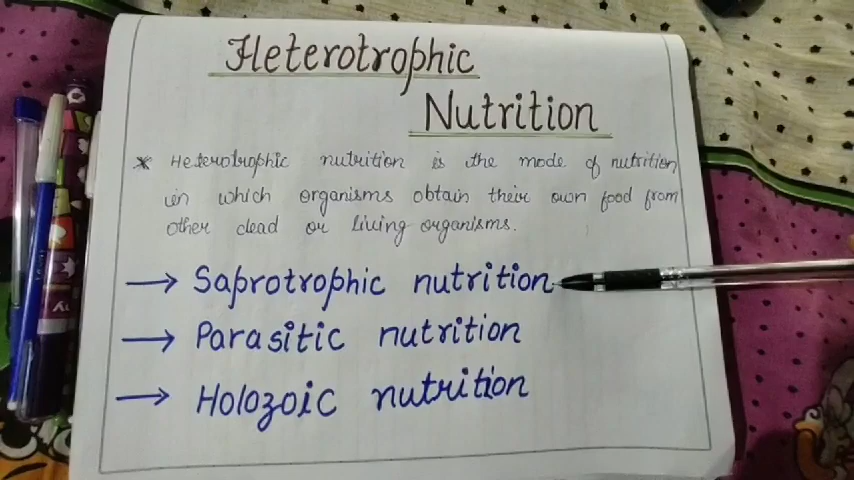 Heterotrophic
Nutrition
* Heterotrophic nutrition is the mode of nutrition
in which organisms obtain their own food from
other dead or living organisms.
→ Saprotrophic nutrition
→ Parasitic nutrition
→ Holozoic nutrition